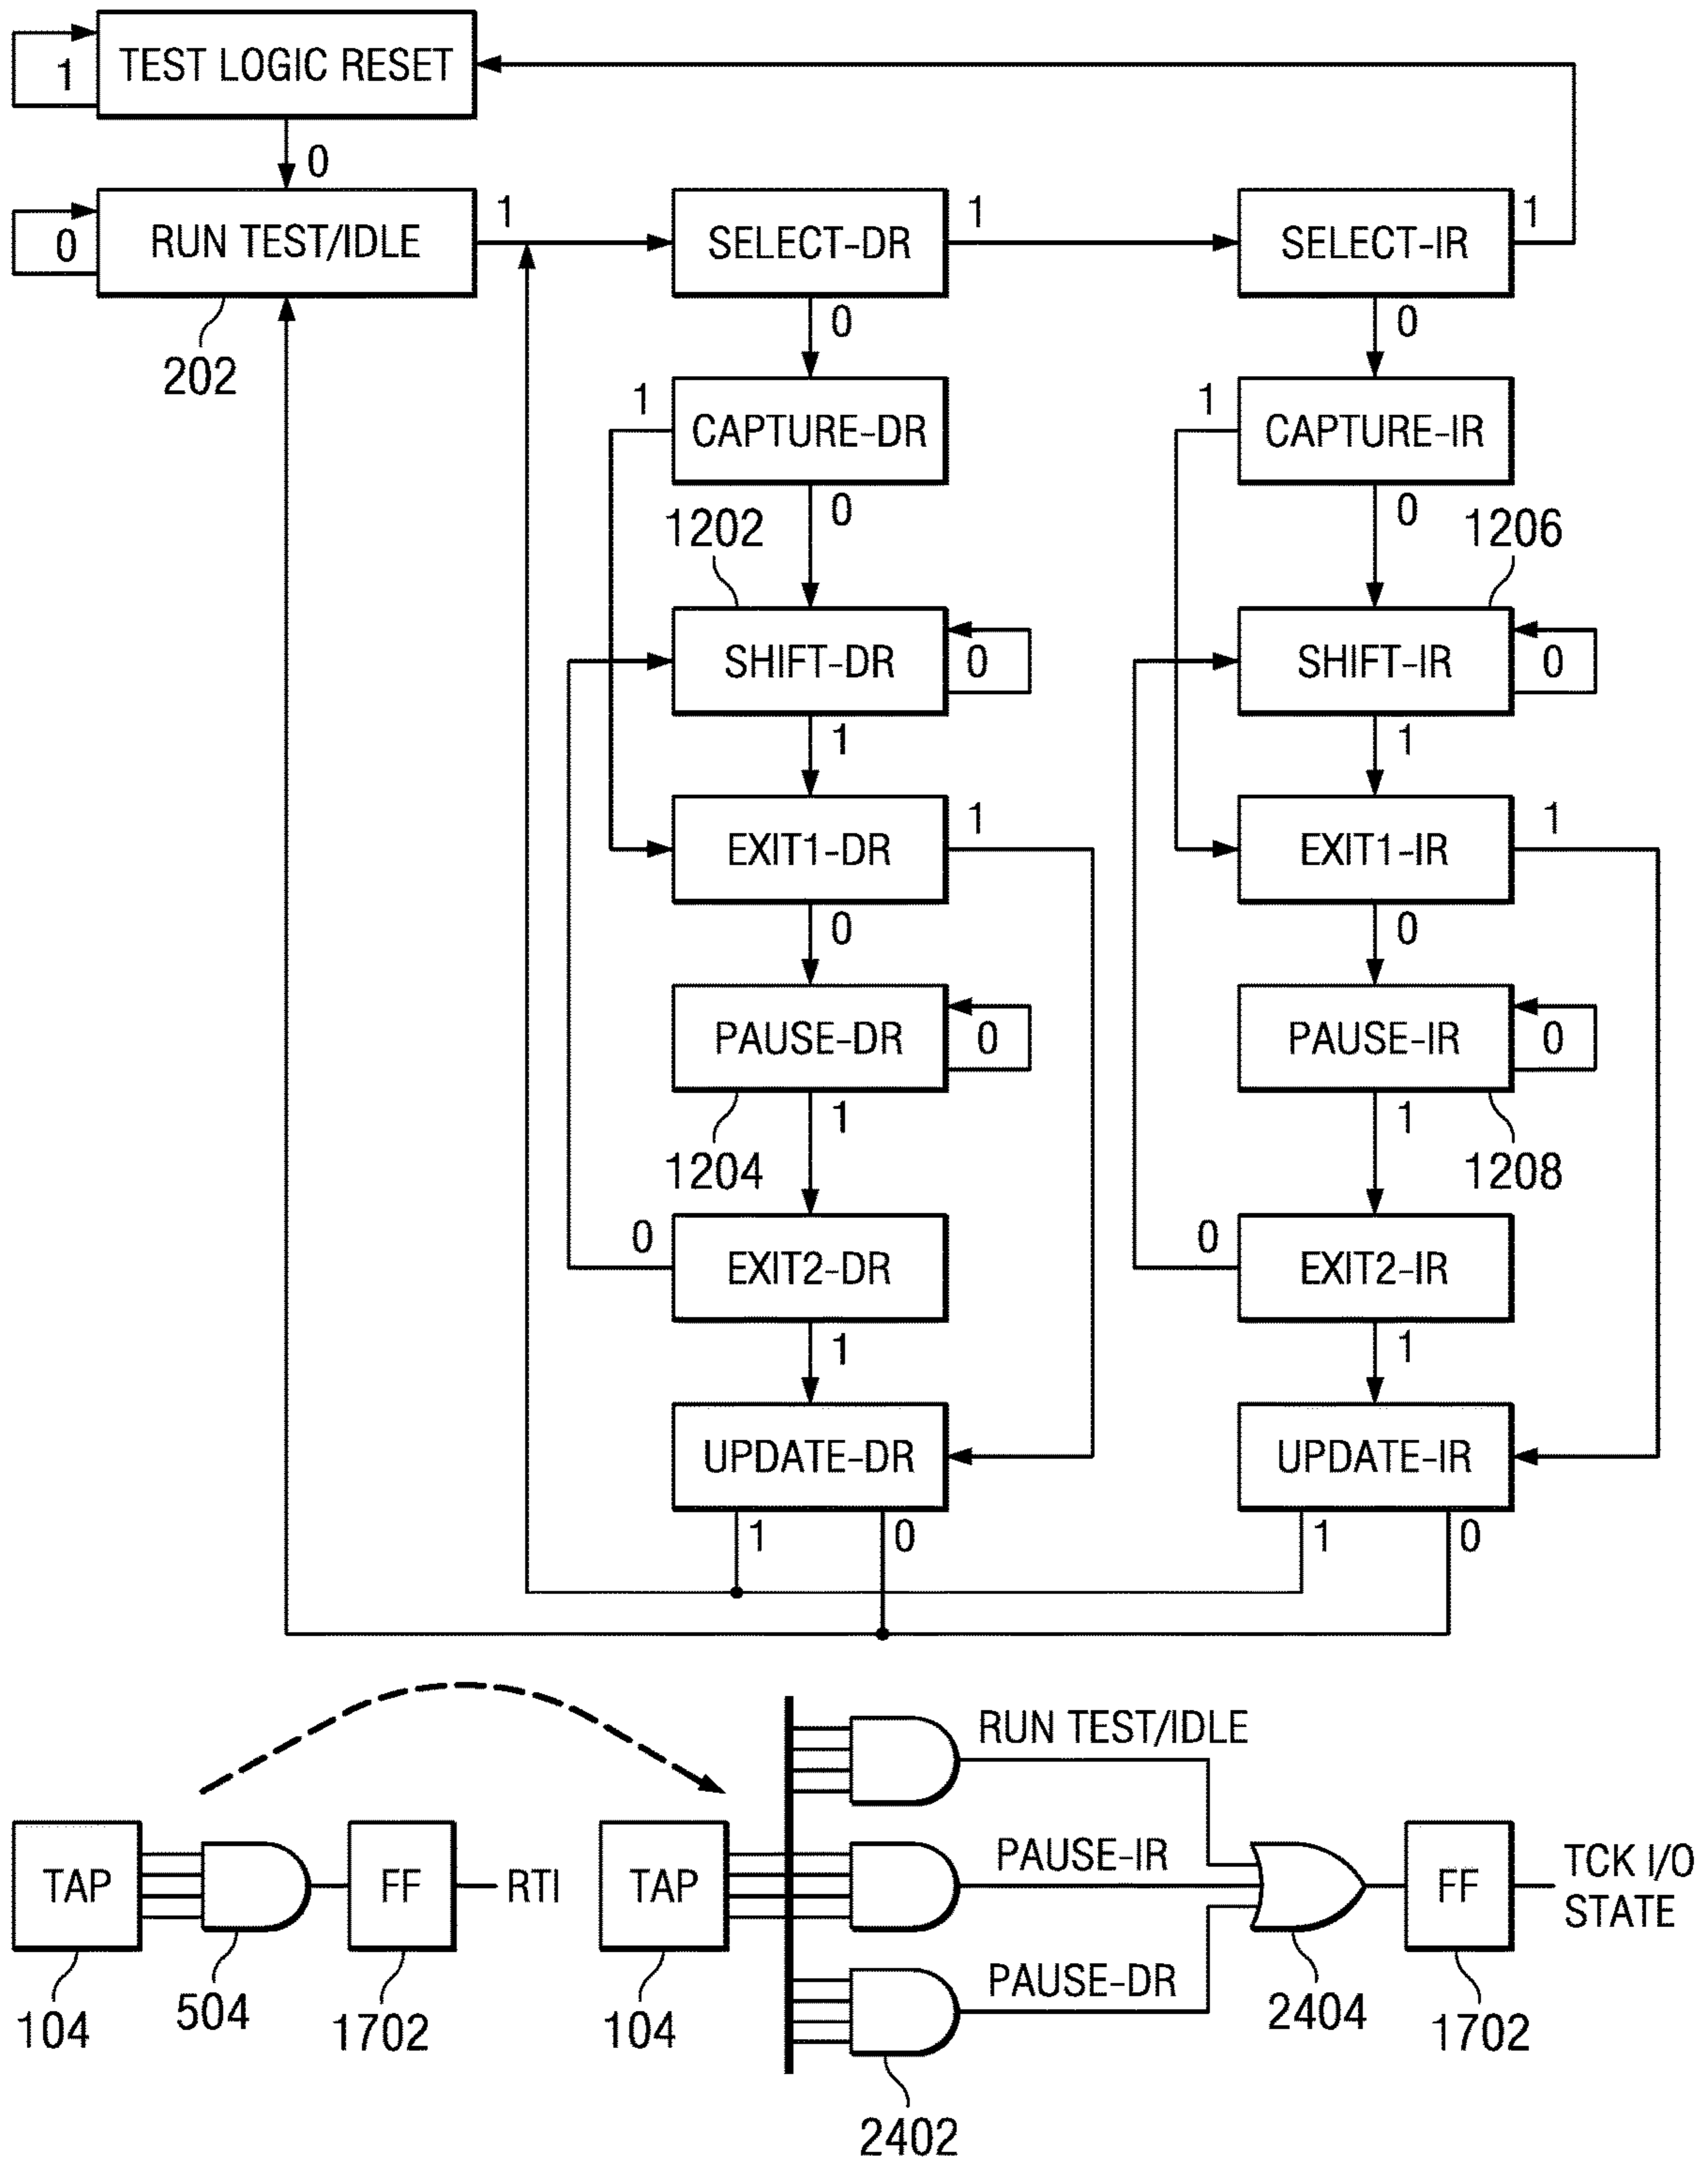 TEST LOGIC RESET
1
0
RUN TEST/IDLE
0
1
SELECT-DR
1
SELECT-IR
1
202
0
0
1
CAPTURE-DR
1
CAPTURE-IR
0
0
1202
1206
SHIFT-DR
0
SHIFT-IR
0
1
1
EXIT1-DR
1
EXIT1-IR
1
0
0
PAUSE-DR
0
PAUSE-IR
0
1204
1
1
1208
0
EXIT2-DR
0
EXIT2-IR
1
1
UPDATE-DR
UPDATE-IR
1
0
1
0
RUN TEST/IDLE
TAP
FF
RTI
TAP
PAUSE-IR
FF
TCK I/O
STATE
PAUSE-DR
104
504
1702
104
2402
2404
1702